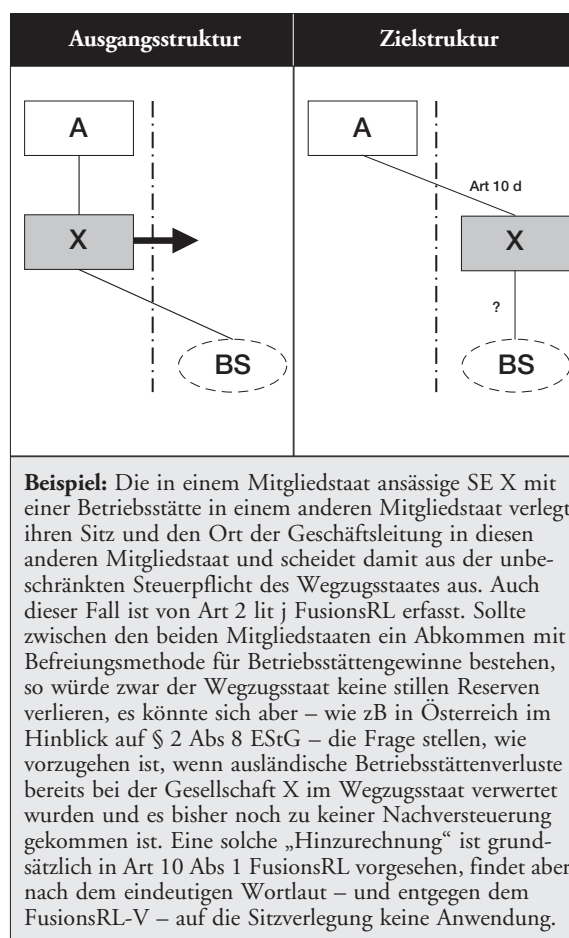 Ausgangsstruktur
Zielstruktur
A
X
BS
A
Art 10 d
X
?
BS
Beispiel: Die in einem Mitgliedstaat ansässige SE X mit
einer Betriebsstätte in einem anderen Mitgliedstaat verlegt
ihren Sitz und den Ort der Geschäftsleitung in diesen
anderen Mitgliedstaat und scheidet damit aus der unbe-
schränkten Steuerpflicht des Wegzugsstaates aus. Auch
dieser Fall ist von Art 2 lit j FusionsRL erfasst. Sollte
zwischen den beiden Mitgliedstaaten ein Abkommen mit
Befreiungsmethode für Betriebsstättengewinne bestehen,
so würde zwar der Wegzugsstaat keine stillen Reserven
verlieren, es könnte sich aber – wie zB in Österreich im
Hinblick auf § 2 Abs 8 EStG – die Frage stellen, wie
vorzugehen ist, wenn ausländische Betriebsstättenverluste
bereits bei der Gesellschaft X im Wegzugsstaat verwertet
wurden und es bisher noch zu keiner Nachversteuerung
gekommen ist. Eine solche „Hinzurechnung“ ist grund-
sätzlich in Art 10 Abs 1 FusionsRL vorgesehen, findet aber
nach dem eindeutigen Wortlaut – und entgegen dem
FusionsRL-V – auf die Sitzverlegung keine Anwendung.